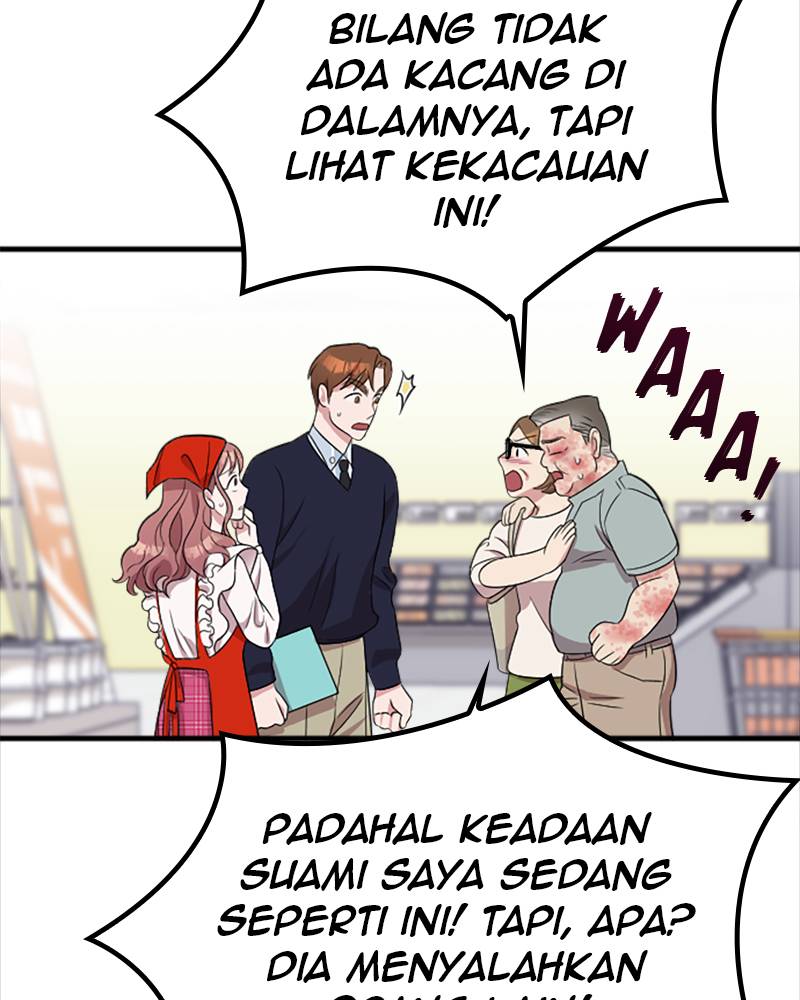 BILANG TIDAK
ADA KACANG DI
DALAMNYA, TAPI
LIHAT KEKACAUAN
INI!
WAAA!
PADAHAL KEADAAN
SUAMI SAYA SEDANG
SEPERTI INI! TAPI, APA?
DIA MENYALAHKAN